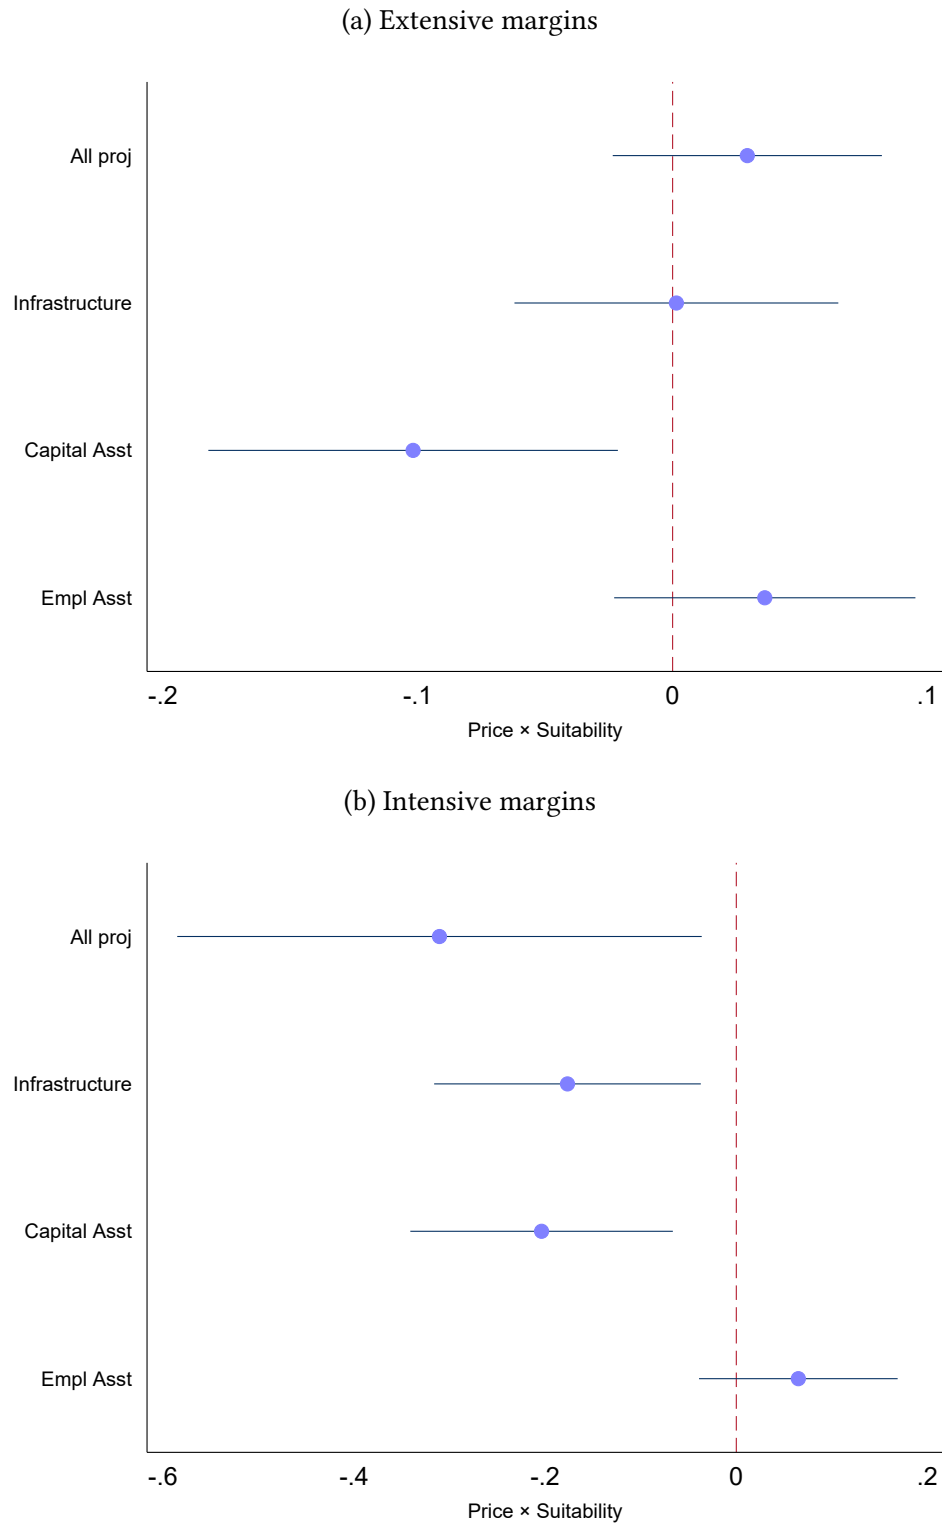 (a) Extensive margins
All proj
Infrastructure
Capital Asst
Empl Asst
-.2 -.1 0 .1
Price × Suitability
(b) Intensive margins
All proj
Infrastructure
Capital Asst
Empl Asst
-.6 -.4 -.2 0 .2
Price × Suitability